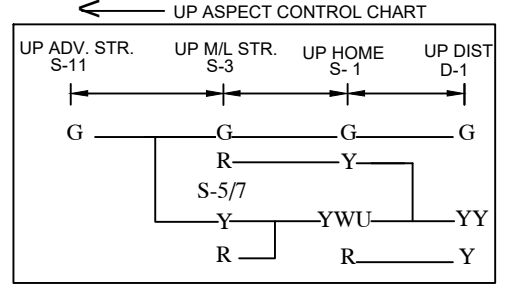 UP ASPECT CONTROL CHART
UP ADV. STR. UP M/L STR. UP HOME UP DIST
S-11 S-3 S- 1 D-1
G G G G
R Y
S-5/7
Y YWU YY
R R Y